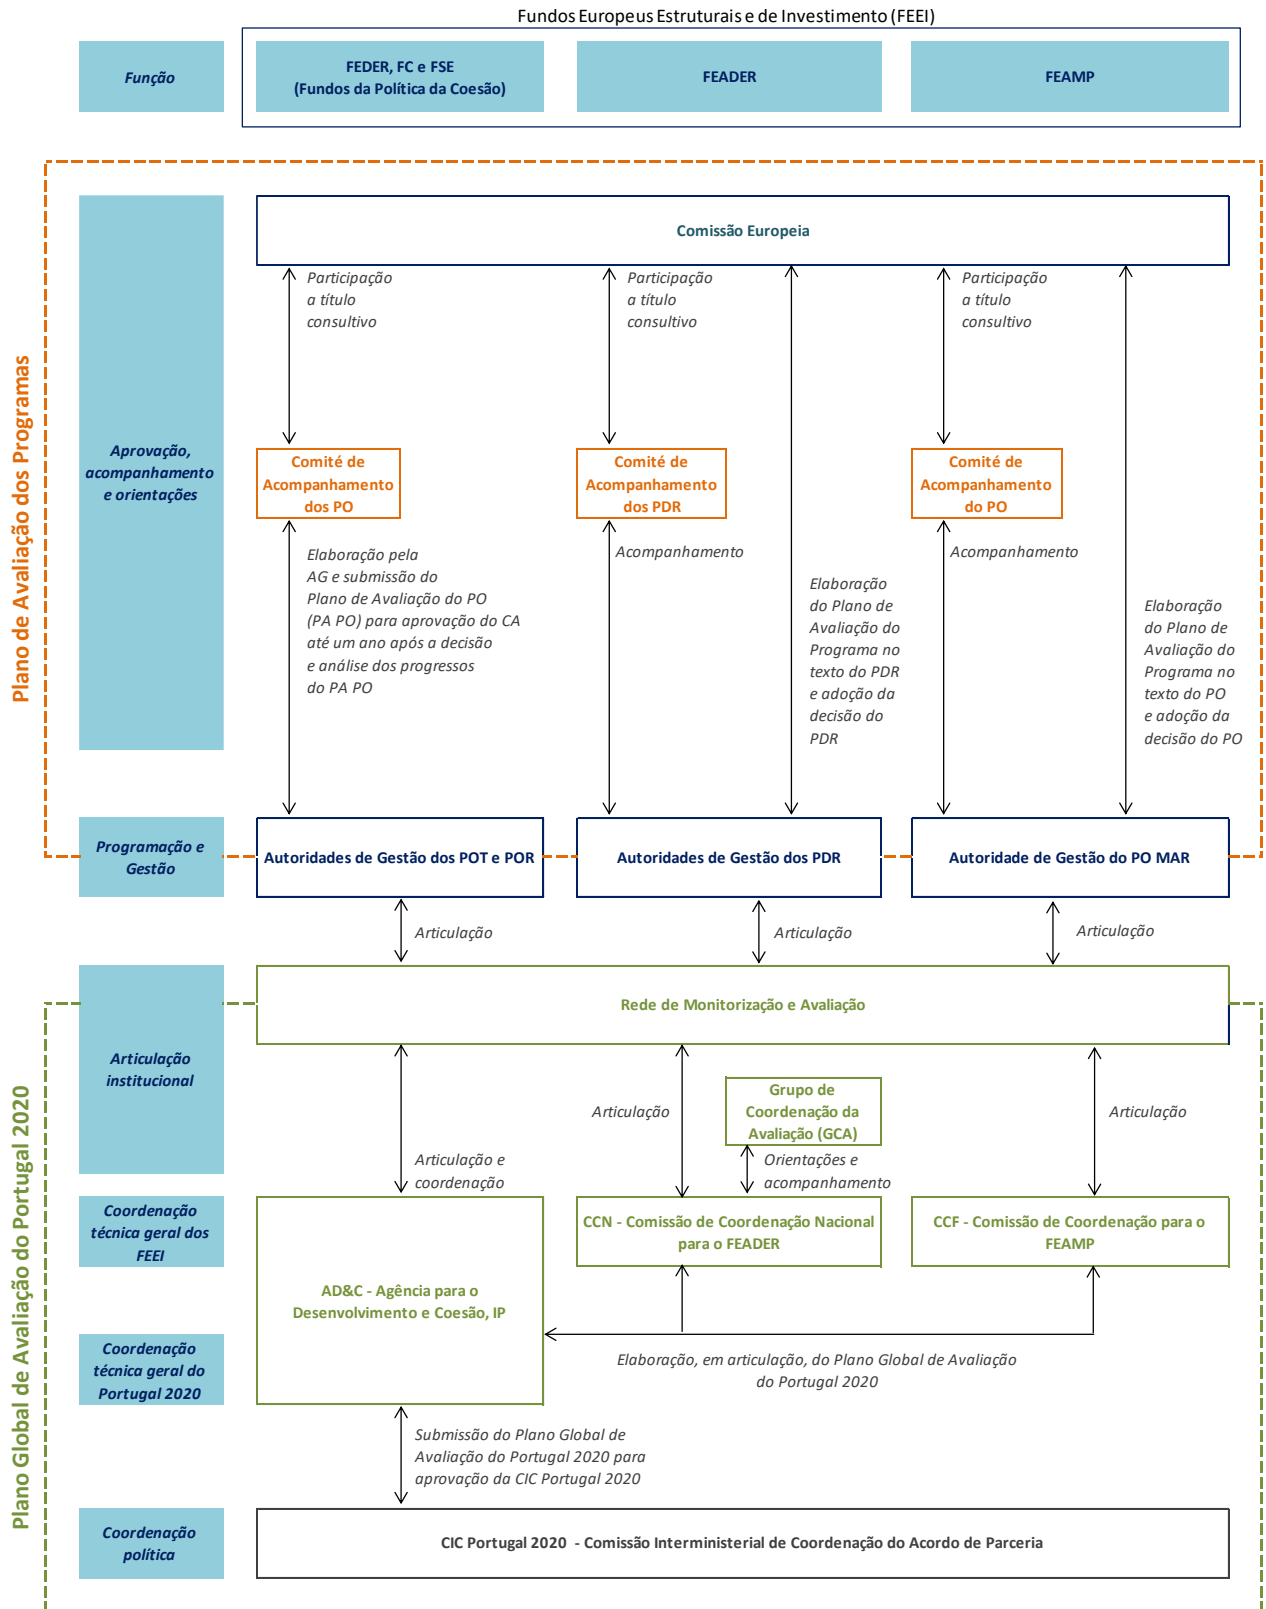 Fundos Europeus Estruturais e de Investimento (FEEI)
Função
FEDER, FC e FSE
(Fundos da Política da Coesão)
FEADER
FEAMP
Plano de Avaliação dos Programas
Aprovação,
acompanhamento
e orientações
Comissão Europeia
Participação
a título
consultivo
Participação
a título
consultivo
Participação
a título
consultivo
Comité de
Acompanhamento
dos PO
Comité de
Acompanhamento
dos PDR
Comité de
Acompanhamento
do PO
Elaboração pela
AG e submissão do
Plano de Avaliação do PO
(PA PO) para aprovação do CA
até um ano após a decisão
e análise dos progressos
do PA PO
Acompanhamento
Elaboração
do Plano de
Avaliação do
Programa no
texto do PDR
e adoção da
decisão do
PDR
Acompanhamento
Elaboração
do Plano de
Avaliação do
Programa no
texto do PO
e adoção da
decisão do PO
Programação e
Gestão
Autoridades de Gestão dos POT e POR
Autoridades de Gestão dos PDR
Autoridade de Gestão do PO MAR
Articulação
Articulação
Articulação
Plano Global de Avaliação do Portugal 2020
Articulação
institucional
Rede de Monitorização e Avaliação
Articulação e
coordenação
Articulação
Grupo de
Coordenação da
Avaliação (GCA)
Orientações e
acompanhamento
Articulação
Coordenação
técnica geral dos
FEEI
AD&C - Agência para o
Desenvolvimento e Coesão, IP
CCN - Comissão de Coordenação Nacional
para o FEADER
CCF - Comissão de Coordenação para o
FEAMP
Coordenação
técnica geral do
Portugal 2020
Elaboração, em articulação, do Plano Global de Avaliação
do Portugal 2020
Submissão do Plano Global de
Avaliação do Portugal 2020 para
aprovação da CIC Portugal 2020
Coordenação
política
CIC Portugal 2020 - Comissão Interministerial de Coordenação do Acordo de Parceria